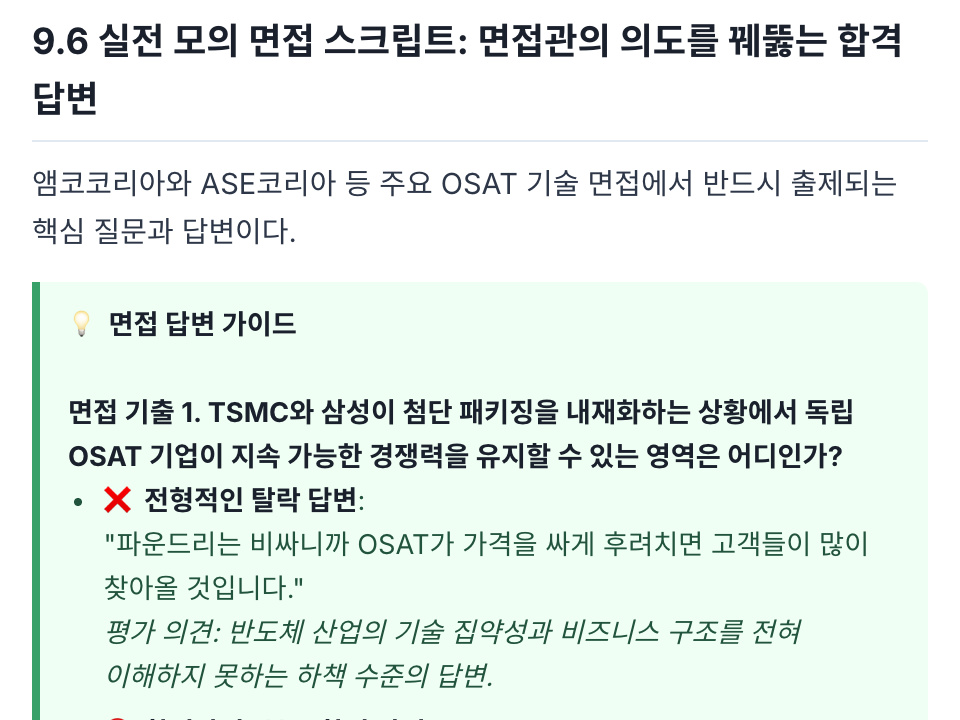 9.6 실전 모의 면접 스크립트: 면접관의 의도를 꿰뚫는 합격
답변
앰코코리아와 ASE코리아 등 주요 OSAT 기술 면접에서 반드시 출제되는
핵심 질문과 답변이다.
💡 면접 답변 가이드
면접 기출 1. TSMC와 삼성이 첨단 패키징을 내재화하는 상황에서 독립
OSAT 기업이 지속 가능한 경쟁력을 유지할 수 있는 영역은 어디인가?
• ❌ 전형적인 탈락 답변:
"파운드리는 비싸니까 OSAT가 가격을 싸게 후려치면 고객들이 많이
찾아올 것입니다."
평가 의견: 반도체 산업의 기술 집약성과 비즈니스 구조를 전혀
이해하지 못하는 하책 수준의 답변.